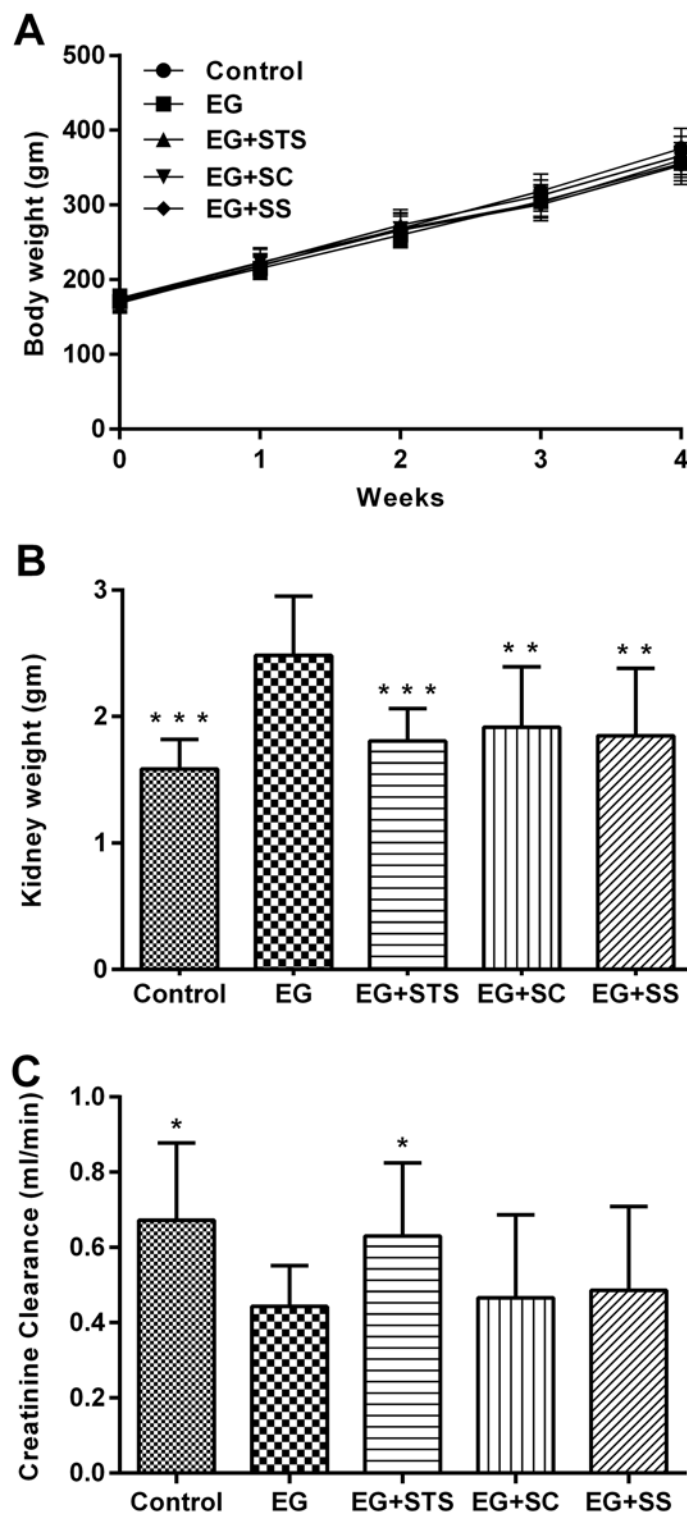 A
Body weight (gm)
500
400
300
200
100
0
Control
EG
EG+STS
EG+SC
EG+SS
0 1 2 3 4
Weeks
B
Kidney weight (gm)
3
2
1
0
* * *
* * *
* *
* *
Control EG EG+STS EG+SC EG+SS
C
Creatinine Clearance (ml/min)
1.0
0.8
0.6
0.4
0.2
0.0
*
*
Control EG EG+STS EG+SC EG+SS